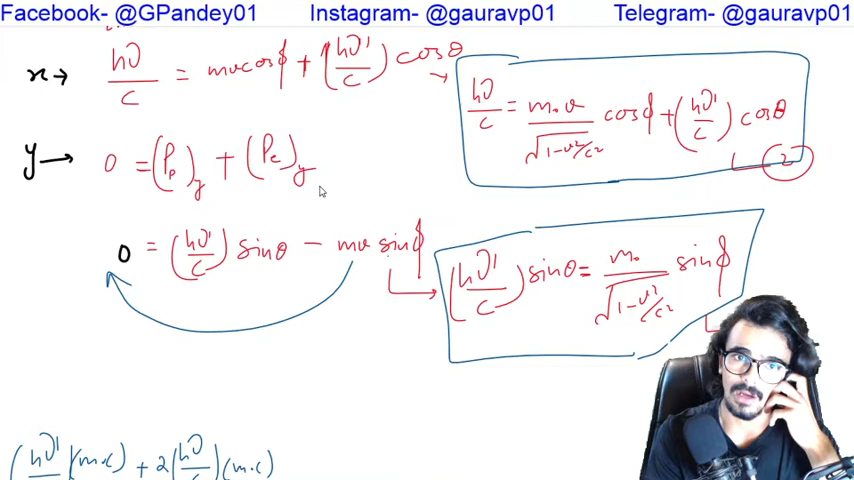 Facebook- @GPandey01 Instagram- @gauravp01 Telegram- @gauravp01
x→ hν/c = mv cosϕ + (hν'/c) cosθ
hν/c = m₀v/√1-v²/c² cosϕ + (hν'/c) cosθ
2
y→ 0 = (Pp)y + (Pe)y
0 = (hν'/c) sinθ - mv sinϕ
(hν'/c) sinθ = m₀/√1-v²/c² sinϕ
(hν'/ )(m₀c) + 2(hν/c)(m₀c)